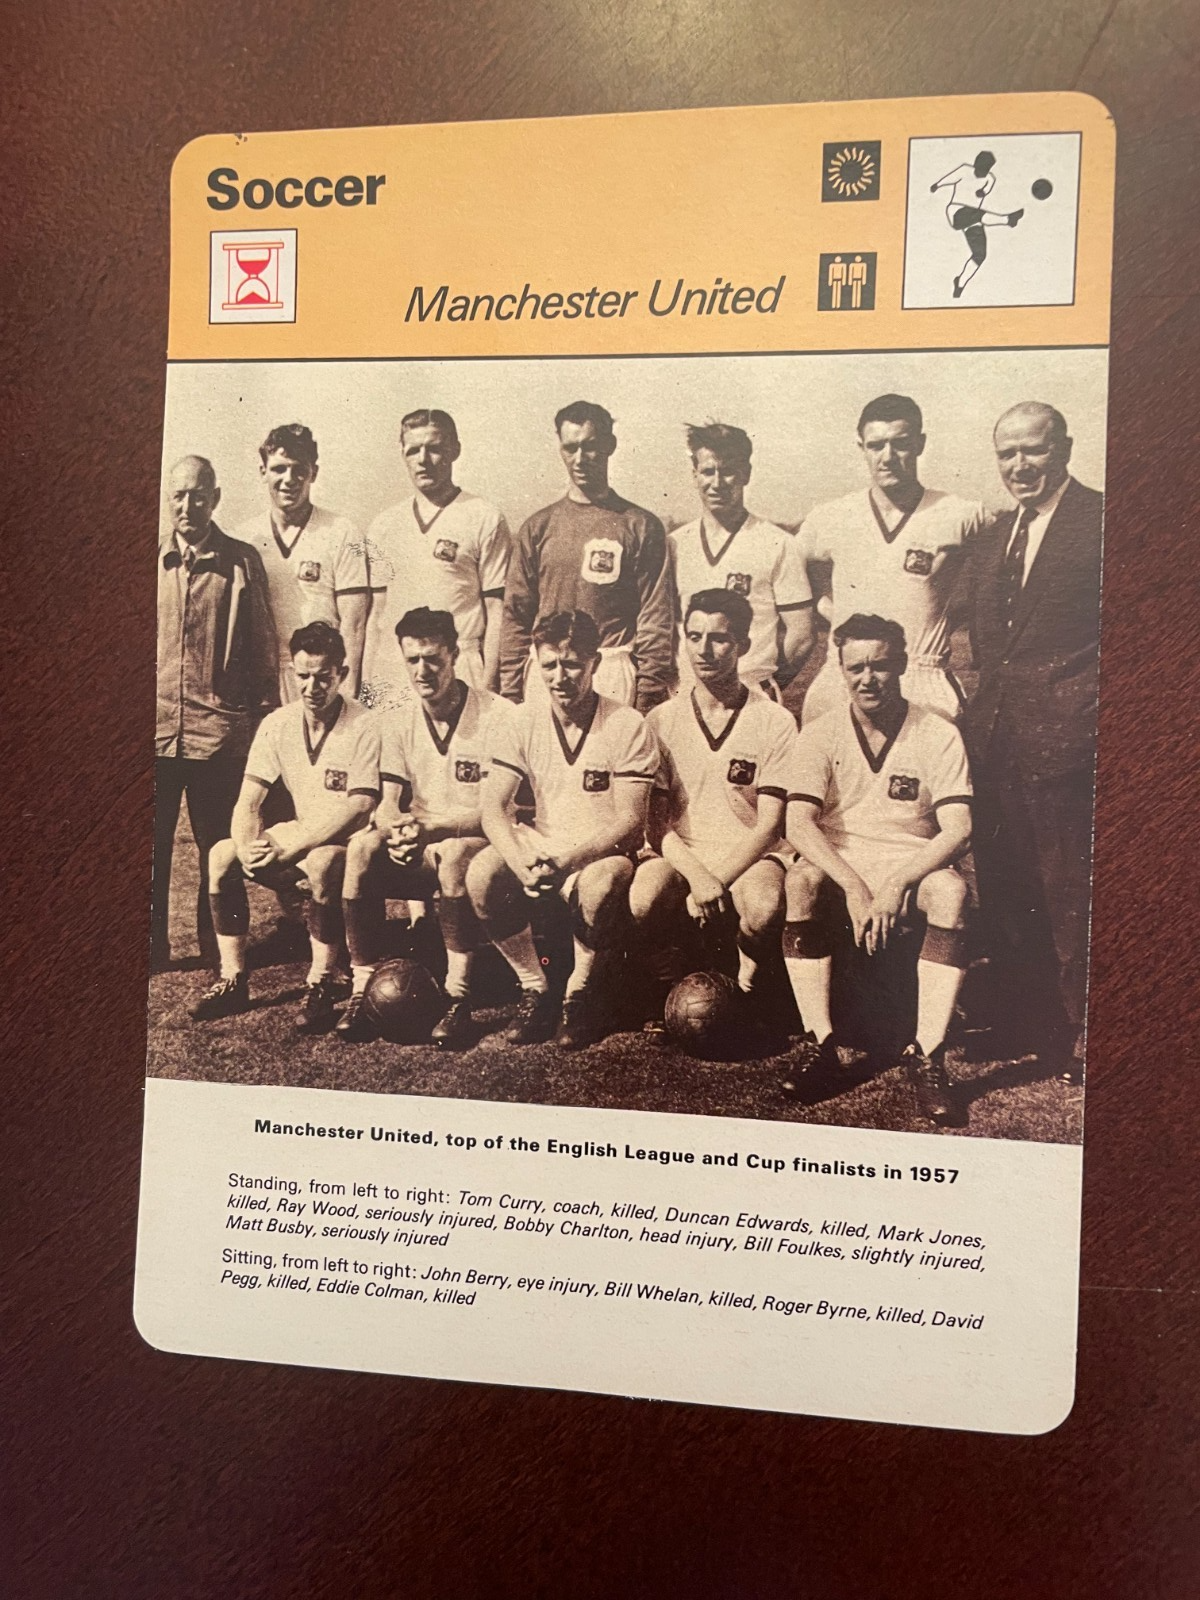 Soccer
Manchester United
Manchester United, top of the English League and Cup finalists in 1957
Standing, from left to right: Tom Curry, coach, killed, Duncan Edwards, killed, Mark Jones,
killed, Ray Wood, seriously injured, Bobby Charlton, head injury, Bill Foulkes, slightly injured,
Matt Busby, seriously injured
Sitting, from left to right: John Berry, eye injury, Bill Whelan, killed, Roger Byrne, killed, David
Pegg, killed, Eddie Colman, killed